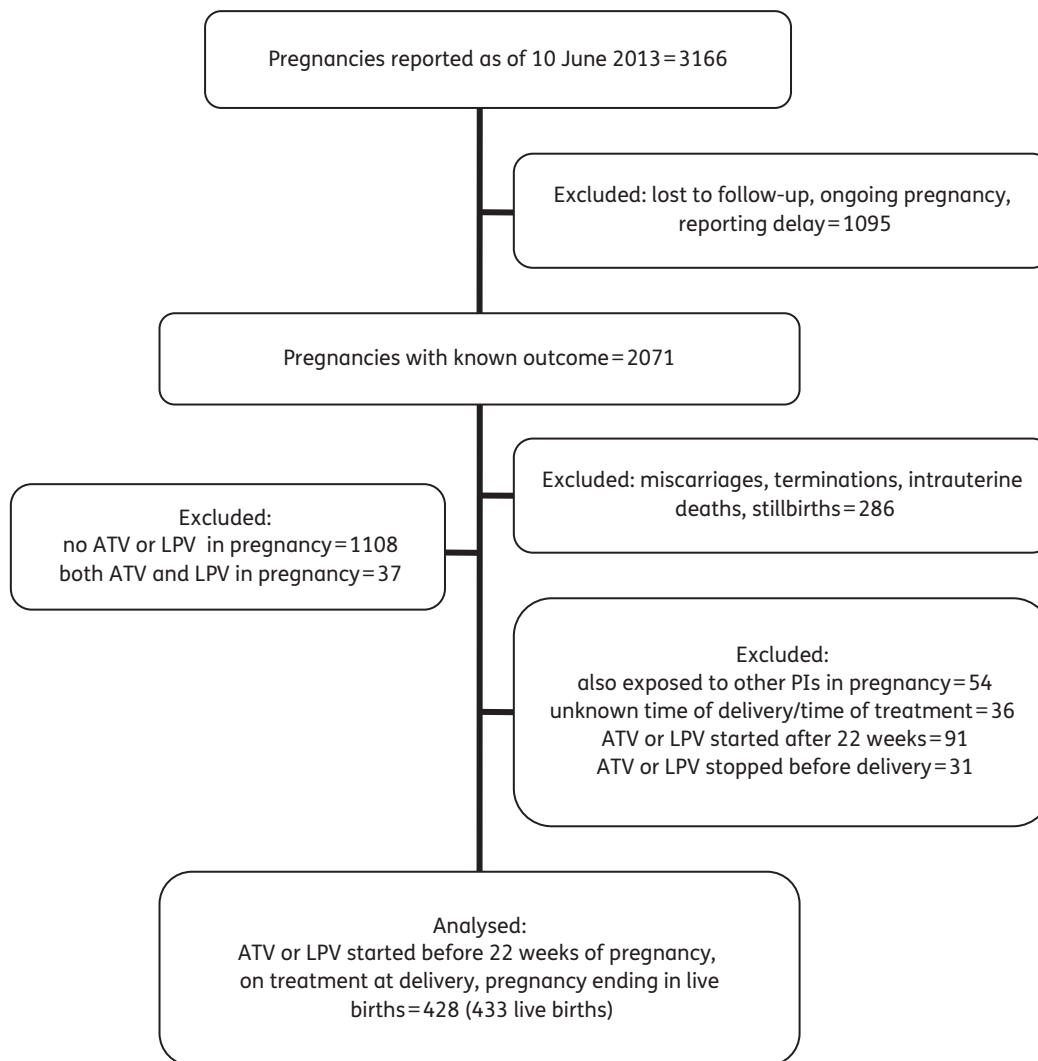 Pregnancies reported as of 10 June 2013=3166
Excluded: lost to follow-up, ongoing pregnancy,
reporting delay=1095
Pregnancies with known outcome=2071
Excluded: miscarriages, terminations, intrauterine
deaths, stillbirths=286
Excluded:
no ATV or LPV in pregnancy=1108
both ATV and LPV in pregnancy=37
Excluded:
also exposed to other PIs in pregnancy=54
unknown time of delivery/time of treatment=36
ATV or LPV started after 22 weeks=91
ATV or LPV stopped before delivery=31
Analysed:
ATV or LPV started before 22 weeks of pregnancy,
on treatment at delivery, pregnancy ending in live
births=428 (433 live births)